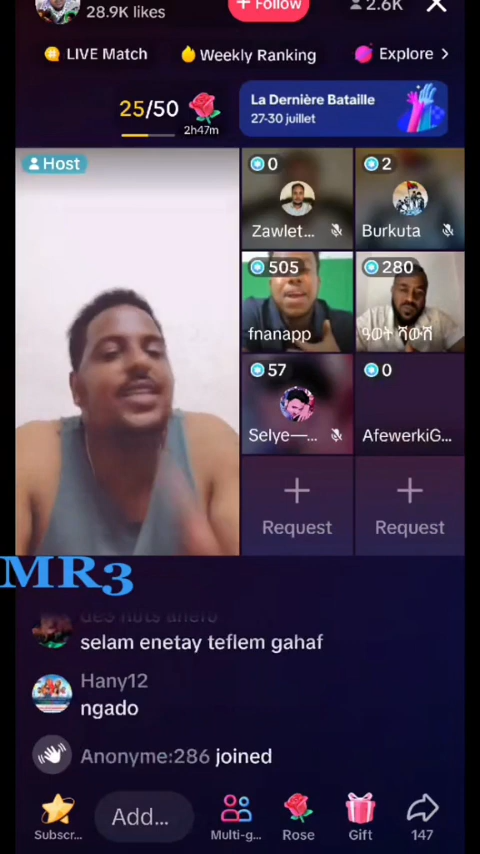 28.9K likes
+ Follow
2.6K
LIVE Match
Weekly Ranking
Explore >
25/50
2h47m
La Dernière Bataille
27-30 juillet
Host
0
Zawlet...
2
Burkuta
505
fnanapp
280
ዓወት ሻውሽ
57
Selye—...
0
AfewerkiG...
Request
Request
MR3
selam enetay teflem gahaf
Hany12
ngado
Anonyme:286 joined
Subscr...
Add...
Multi-g...
Rose
Gift
147